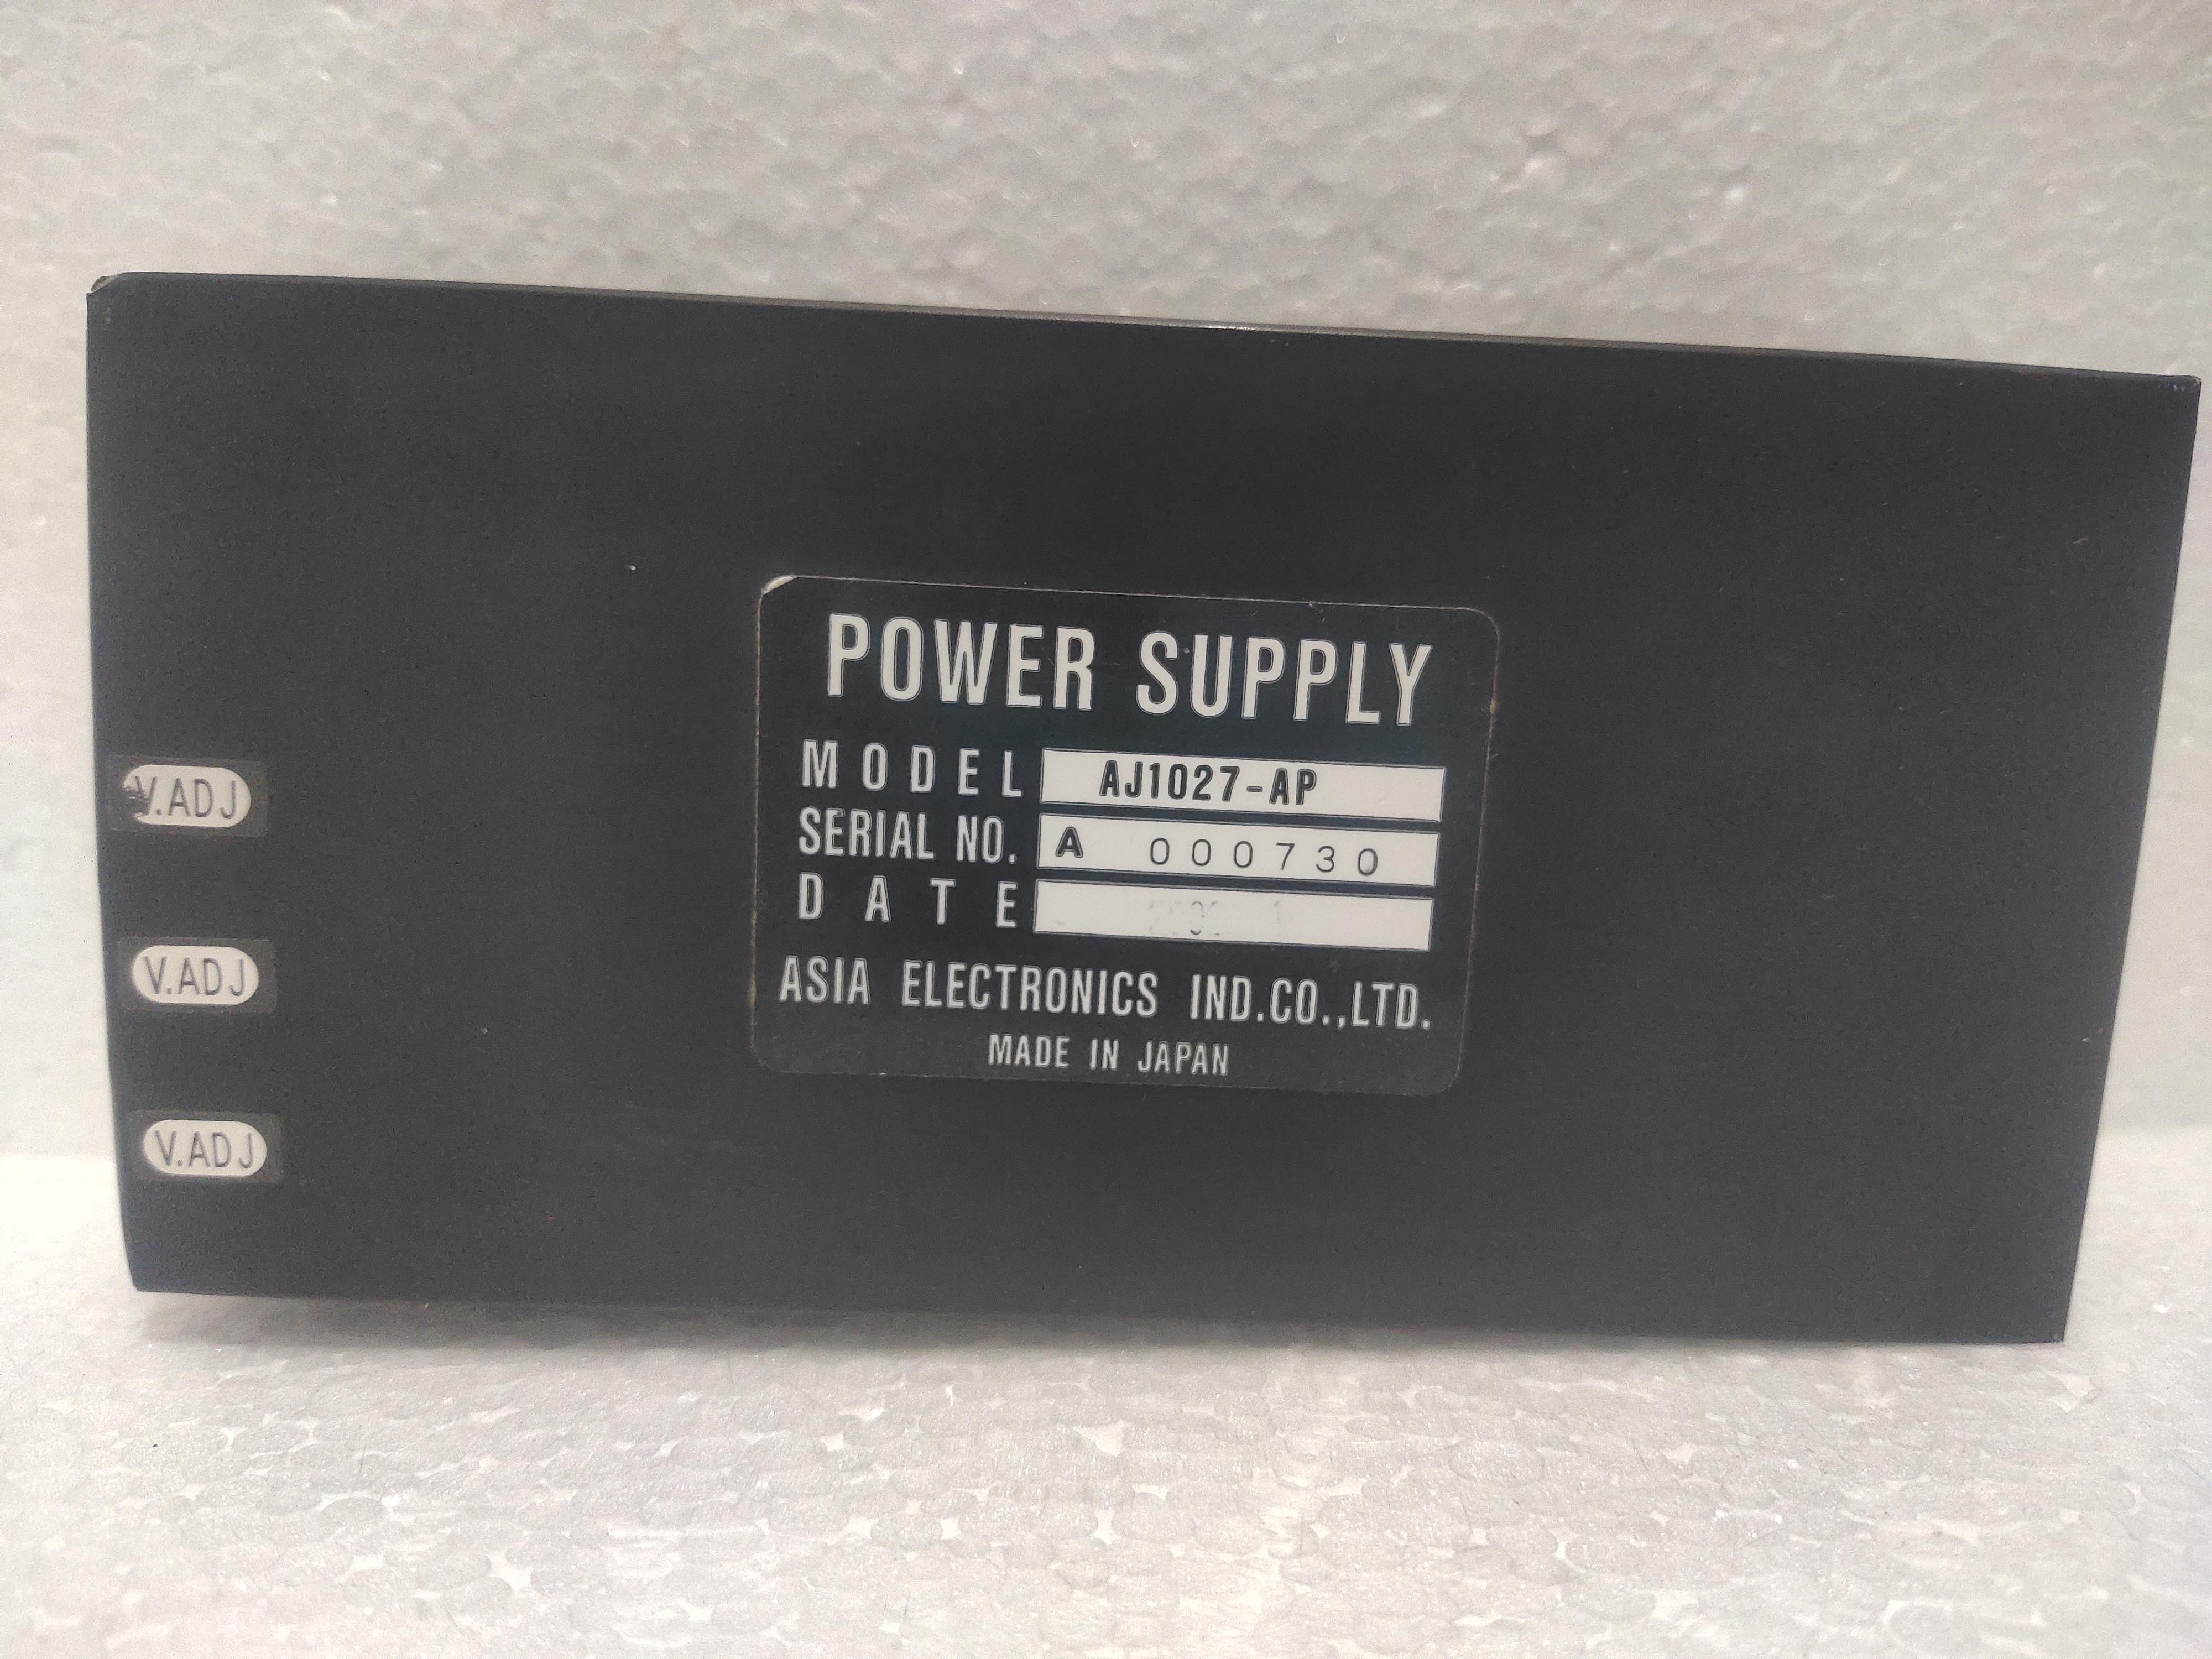 POWER SUPPLY
MODEL AJ1027-AP
SERIAL NO. A 000730
DATE
ASIA ELECTRONICS IND.CO.,LTD.
MADE IN JAPAN
V.ADJ
V.ADJ
V.ADJ